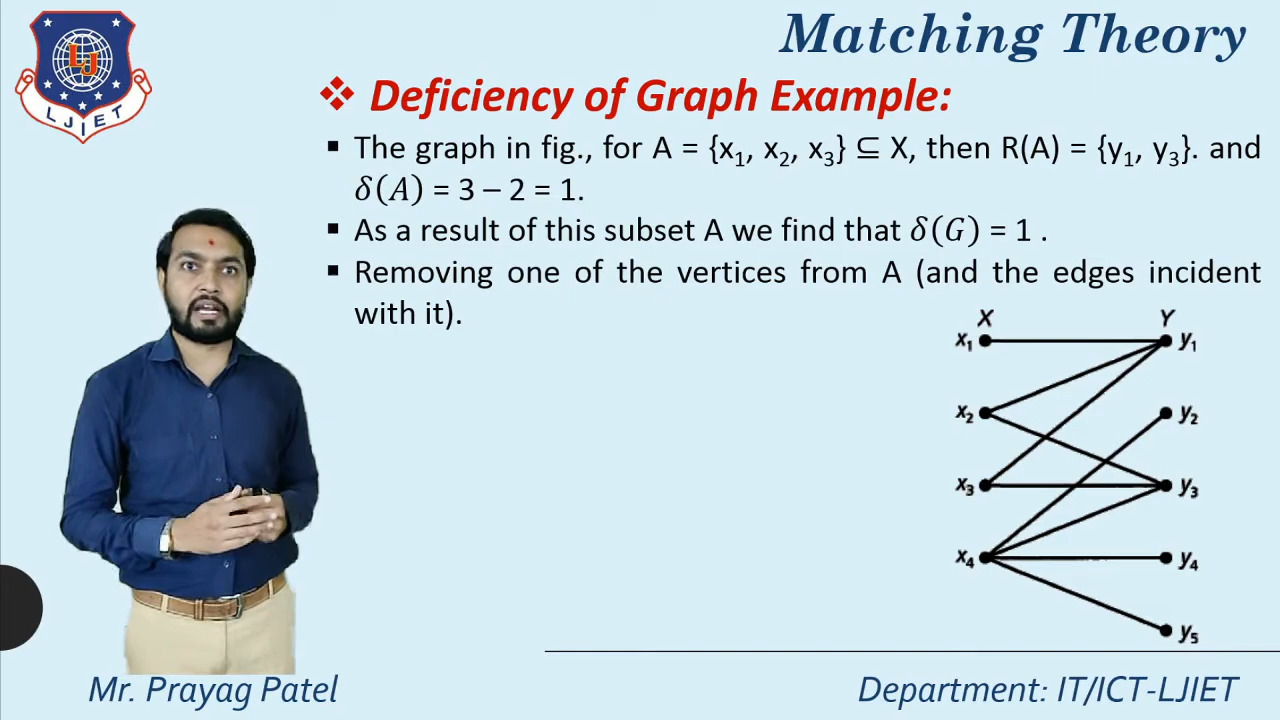 LJ
LJIET
Matching Theory
❖ Deficiency of Graph Example:
▪ The graph in fig., for A = {x₁, x₂, x₃} ⊆ X, then R(A) = {y₁, y₃}. and
δ(A) = 3 – 2 = 1.
▪ As a result of this subset A we find that δ(G) = 1 .
▪ Removing one of the vertices from A (and the edges incident
with it).
X Y
x₁ y₁
x₂ y₂
x₃ y₃
x₄ y₄
y₅
Mr. Prayag Patel
Department: IT/ICT-LJIET